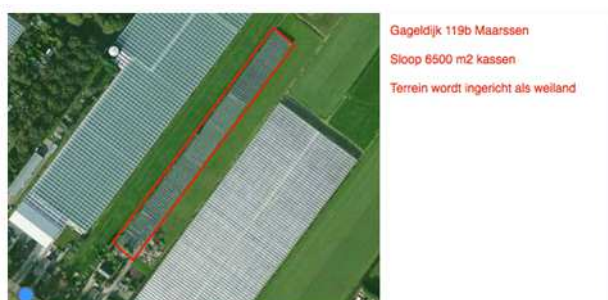 Gageldijk 119b Maarssen
Sloop 6500 m2 kassen
Terrein wordt ingericht als weiland